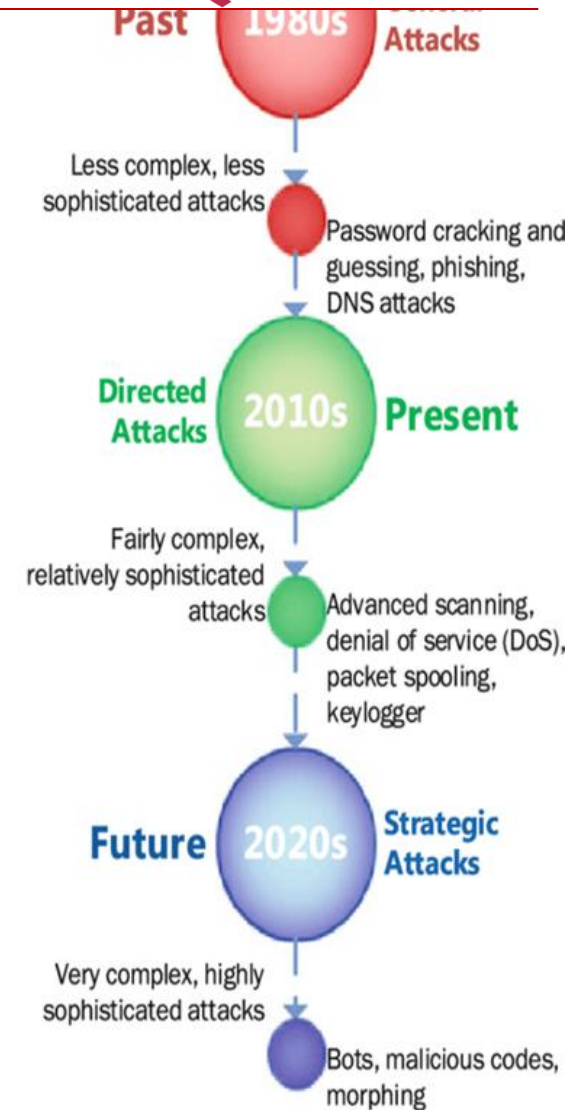 Past
1980s
Attacks
Less complex, less
sophisticated attacks
Password cracking and
guessing, phishing,
DNS attacks
Directed
Attacks
2010s
Present
Fairly complex,
relatively sophisticated
attacks
Advanced scanning,
denial of service (DoS),
packet spooling,
keylogger
Future
2020s
Strategic
Attacks
Very complex, highly
sophisticated attacks
Bots, malicious codes,
morphing